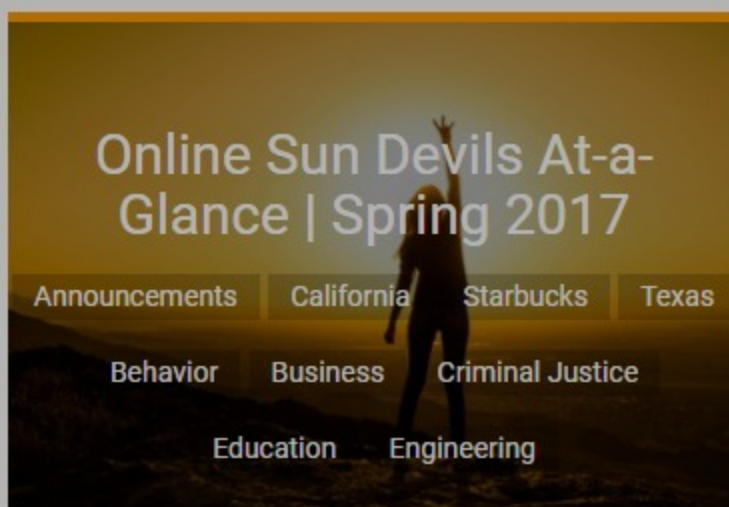 Online Sun Devils At-a-
Glance | Spring 2017
Announcements California Starbucks Texas
Behavior Business Criminal Justice
Education Engineering